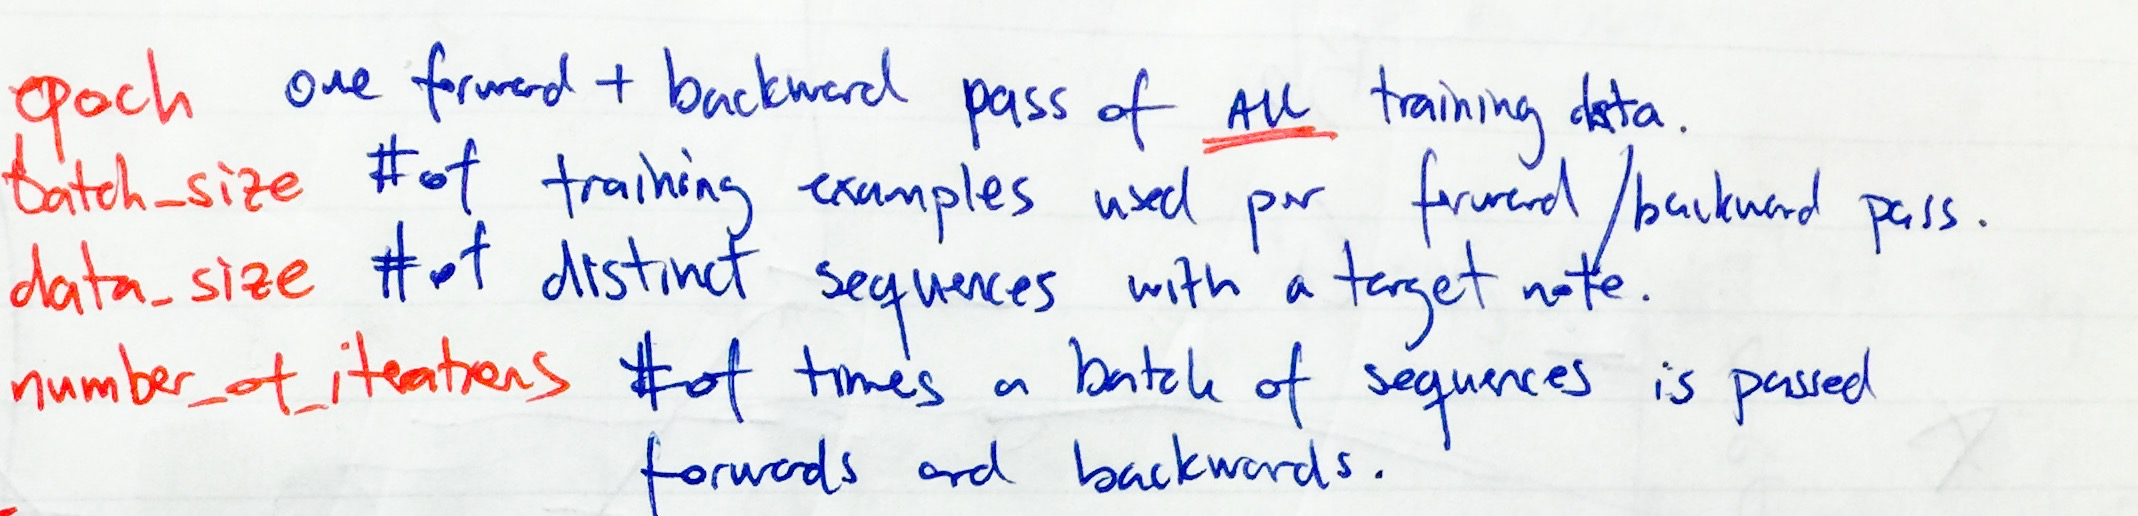 epoch one forward + backward pass of All training data.
batch_size # of training examples used per forward/backward pass.
data_size # of distinct sequences with a target note.
number_of_iterations # of times a batch of sequences is passed
forwards and backwards.